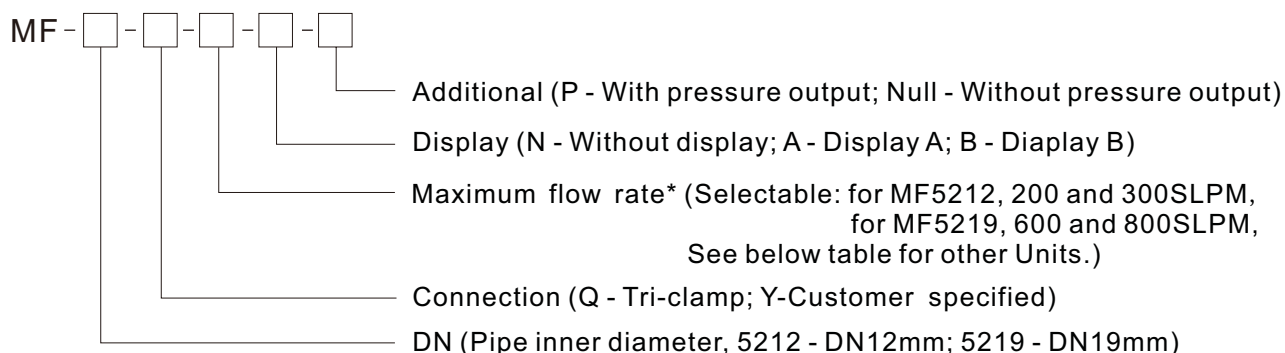 MF-□-□-□-□-□
Additional (P - With pressure output; Null - Without pressure output)
Display (N - Without display; A - Display A; B - Diaplay B)
Maximum flow rate* (Selectable: for MF5212, 200 and 300SLPM,
for MF5219, 600 and 800SLPM,
See below table for other Units.)
Connection (Q - Tri-clamp; Y-Customer specified)
DN (Pipe inner diameter, 5212 - DN12mm; 5219 - DN19mm)